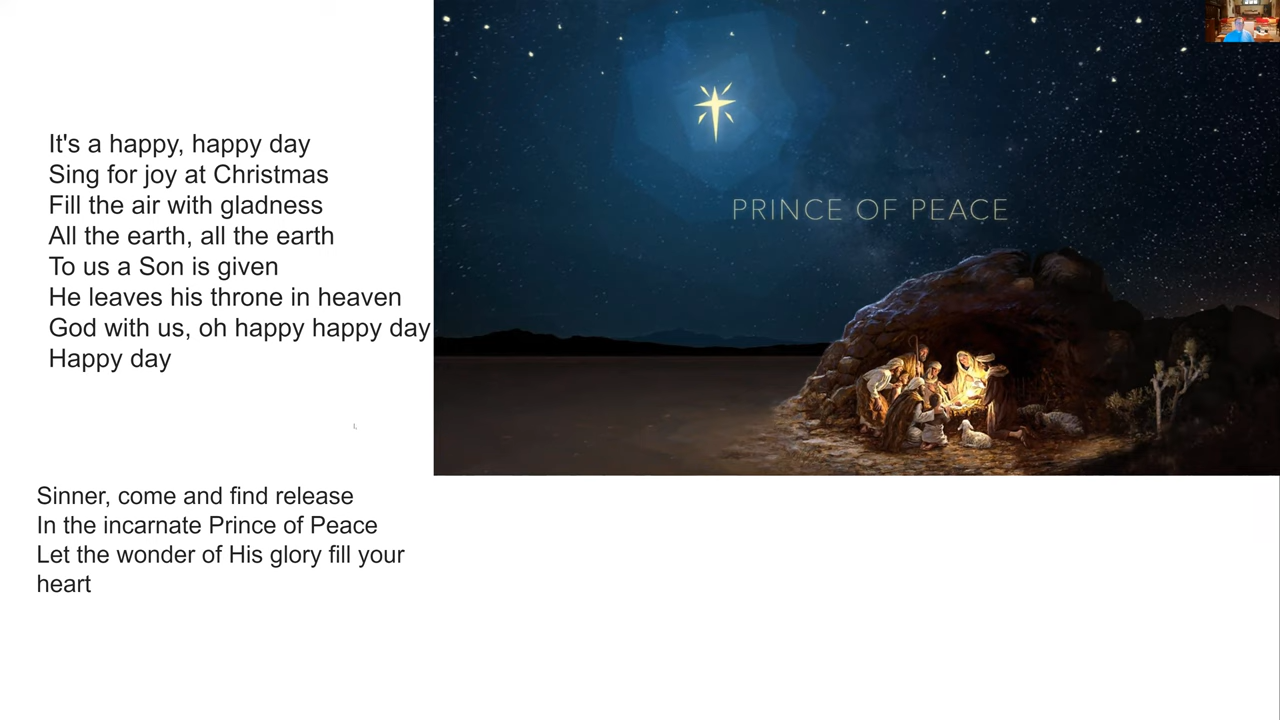 It's a happy, happy day
Sing for joy at Christmas
Fill the air with gladness
All the earth, all the earth
To us a Son is given
He leaves his throne in heaven
God with us, oh happy happy day
Happy day
PRINCE OF PEACE
Sinner, come and find release
In the incarnate Prince of Peace
Let the wonder of His glory fill your
heart